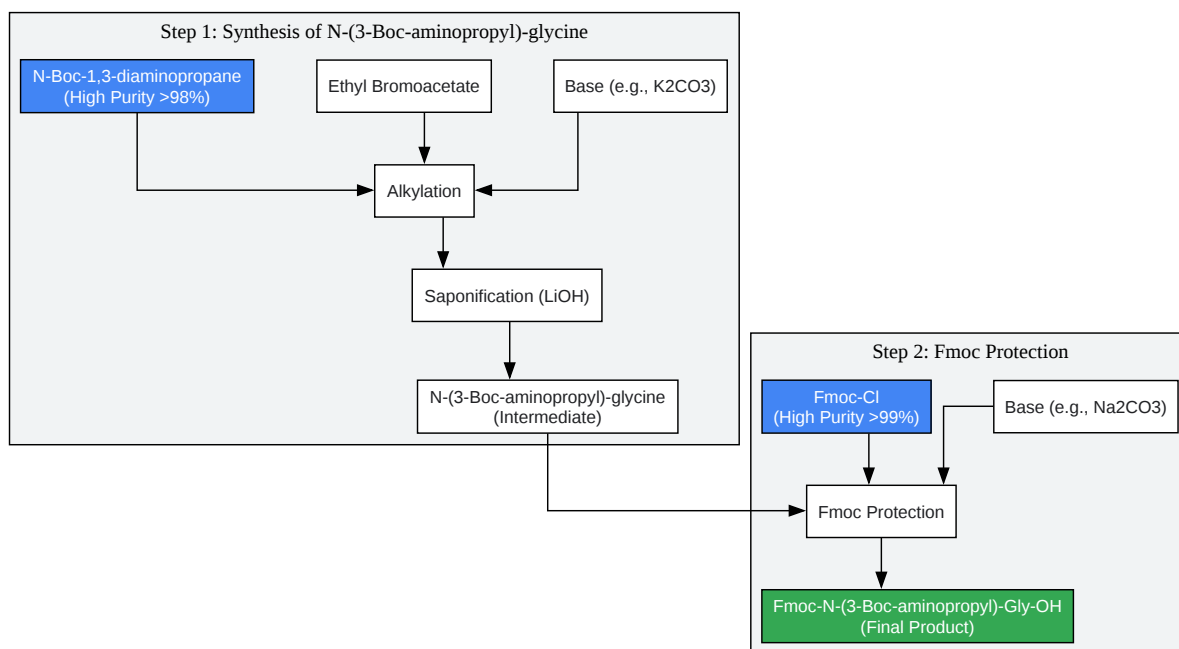 Step 1: Synthesis of N-(3-Boc-aminopropyl)-glycine
N-Boc-1,3-diaminopropane
(High Purity >98%)
Ethyl Bromoacetate
Base (e.g., K2CO3)
Alkylation
Saponification (LiOH)
N-(3-Boc-aminopropyl)-glycine
(Intermediate)
Step 2: Fmoc Protection
Fmoc-Cl
(High Purity >99%)
Base (e.g., Na2CO3)
Fmoc Protection
Fmoc-N-(3-Boc-aminopropyl)-Gly-OH
(Final Product)